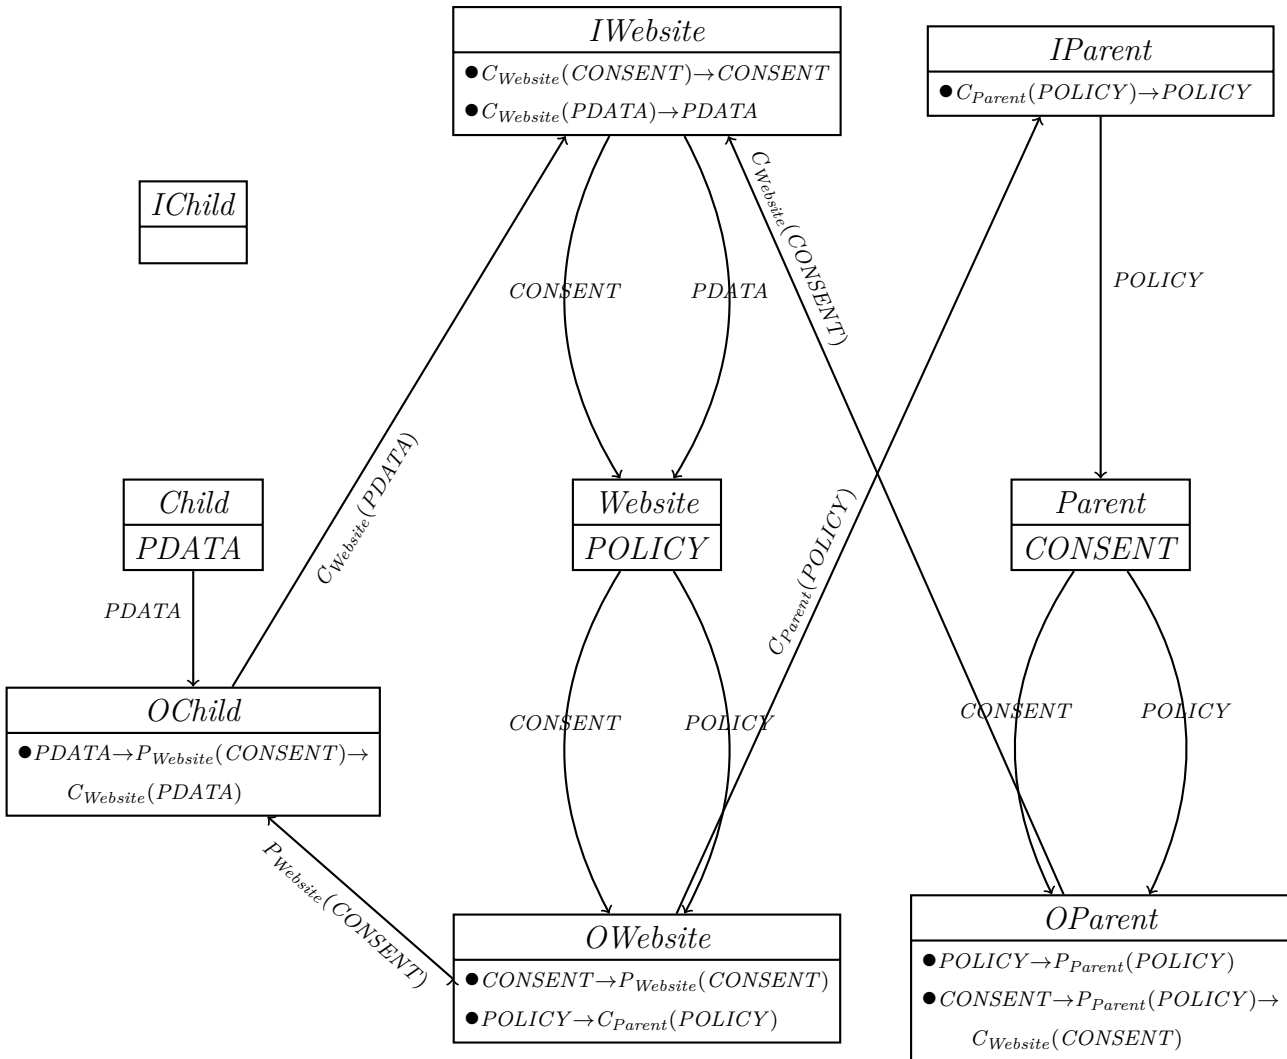 IWebsite
●C_Website(CONSENT)→CONSENT
●C_Website(PDATA)→PDATA
IParent
●C_Parent(POLICY)→POLICY
IChild
C_Website(CONSENT)
CONSENT
PDATA
POLICY
C_Website(PDATA)
C_Parent(POLICY)
Child
PDATA
Website
POLICY
Parent
CONSENT
PDATA
OChild
●PDATA→P_Website(CONSENT)→
C_Website(PDATA)
CONSENT
POLICY
CONSENT
POLICY
P_Website(CONSENT)
OWebsite
●CONSENT→P_Website(CONSENT)
●POLICY→C_Parent(POLICY)
OParent
●POLICY→P_Parent(POLICY)
●CONSENT→P_Parent(POLICY)→
C_Website(CONSENT)